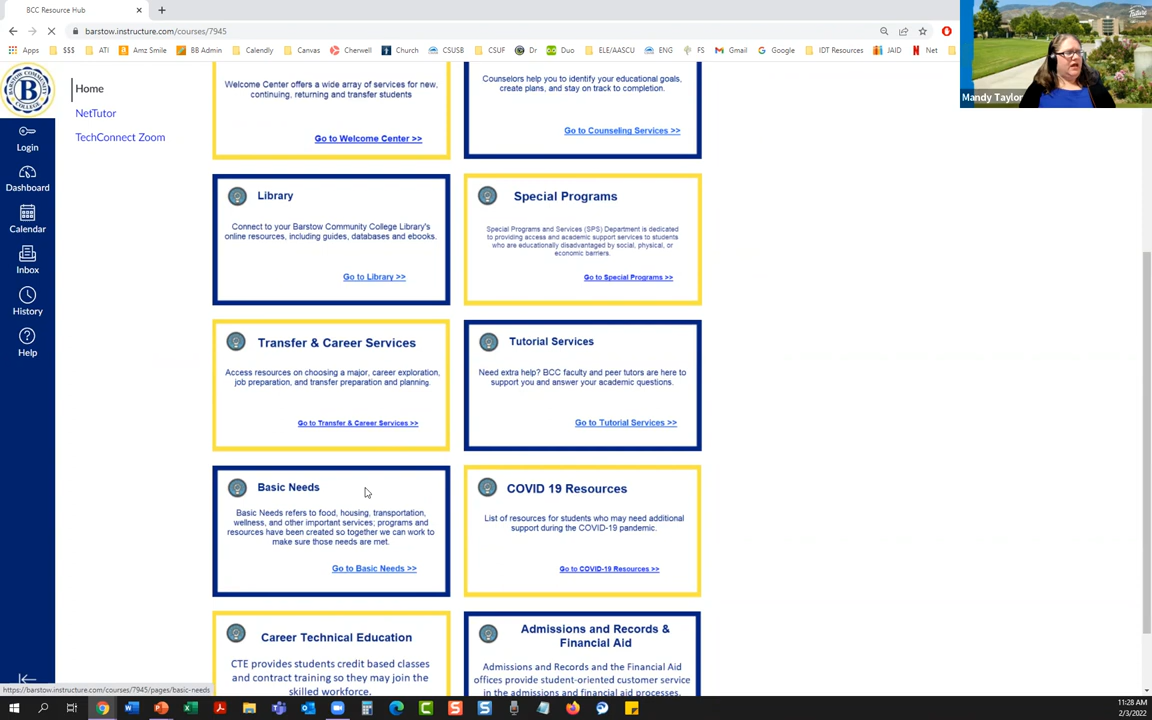 BCC Resource Hub
barstow.instructure.com/courses/7945
Apps $$$ ATI Amz Smile BB Admin Calendly Canvas Cherwell Church CSUSB CSUF Dr Duo ELE/AASCU ENG FS Gmail Google IDT Resources JAID Net
Mandy Taylor
BARSTOW COMMUNITY COLLEGE
B
Login
Dashboard
Calendar
Inbox
History
Help
Home
NetTutor
TechConnect Zoom
Welcome Center offers a wide array of services for new,
continuing, returning and transfer students
Go to Welcome Center >>
Counselors help you to identify your educational goals,
create plans, and stay on track to completion.
Go to Counseling Services >>
Library
Connect to your Barstow Community College Library's
online resources, including guides, databases and ebooks.
Go to Library >>
Special Programs
Special Programs and Services (SPS) Department is dedicated
to providing access and academic support services to students
who are educationally disadvantaged by social, physical, or
economic barriers.
Go to Special Programs >>
Transfer & Career Services
Access resources on choosing a major, career exploration,
job preparation, and transfer preparation and planning.
Go to Transfer & Career Services >>
Tutorial Services
Need extra help? BCC faculty and peer tutors are here to
support you and answer your academic questions.
Go to Tutorial Services >>
Basic Needs
Basic Needs refers to food, housing, transportation,
wellness, and other important services; programs and
resources have been created so together we can work to
make sure those needs are met.
Go to Basic Needs >>
COVID 19 Resources
List of resources for students who may need additional
support during the COVID-19 pandemic.
Go to COVID-19 Resources >>
Career Technical Education
CTE provides students credit based classes
and contract training so they may join the
skilled workforce.
Admissions and Records &
Financial Aid
Admissions and Records and the Financial Aid
offices provide student-oriented customer service
in the admissions and financial aid processes.
https://barstow.instructure.com/courses/7945/pages/basic-needs
11:28 AM
2/3/2022